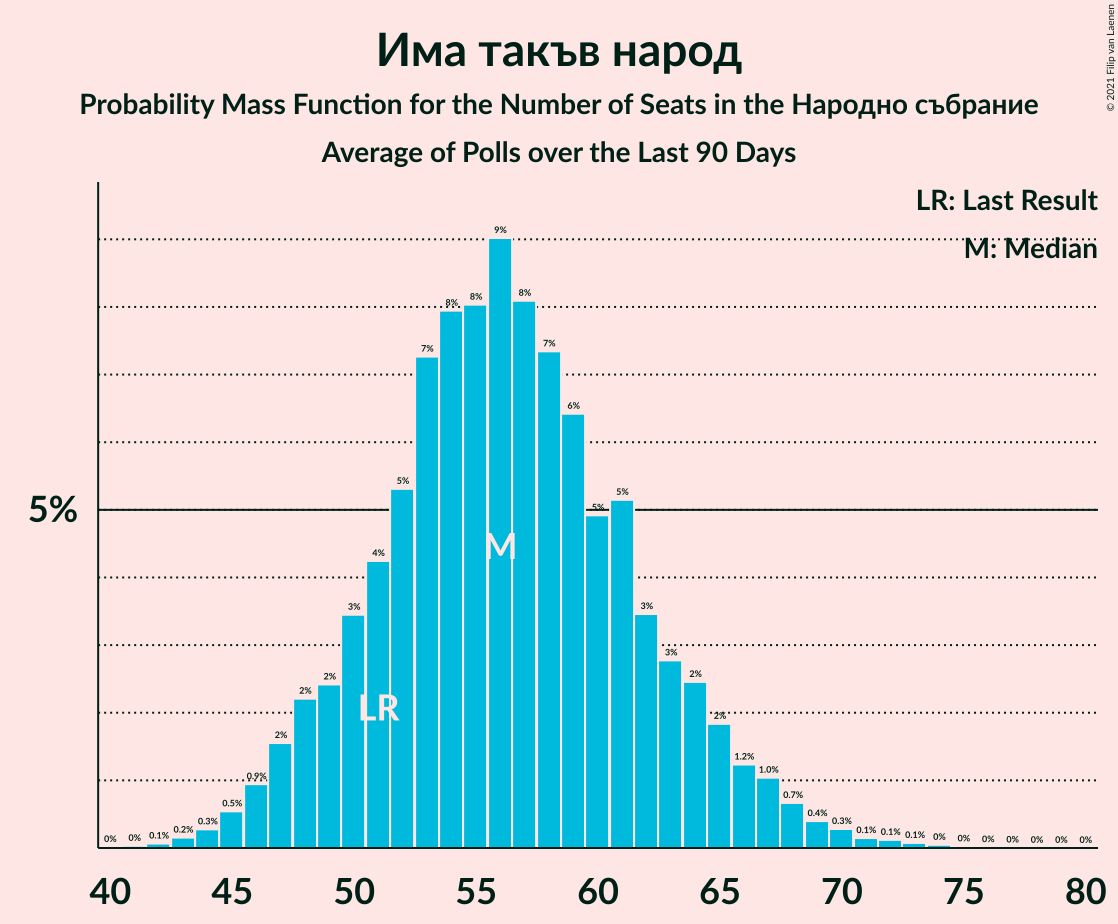 Има такъв народ
Probability Mass Function for the Number of Seats in the Народно събрание
Average of Polls over the Last 90 Days
© 2021 Filip van Laenen
LR: Last Result
M: Median
5%
0% 0% 0.1% 0.2% 0.3% 0.5% 0.9% 2% 2% 2% 3% 4% 5% 7% 8% 8% 9% 8% 7% 6% 5% 5% 3% 3% 2% 2% 1.2% 1.0% 0.7% 0.4% 0.3% 0.1% 0.1% 0.1% 0% 0% 0% 0% 0% 0% 0%
M
LR
40 45 50 55 60 65 70 75 80